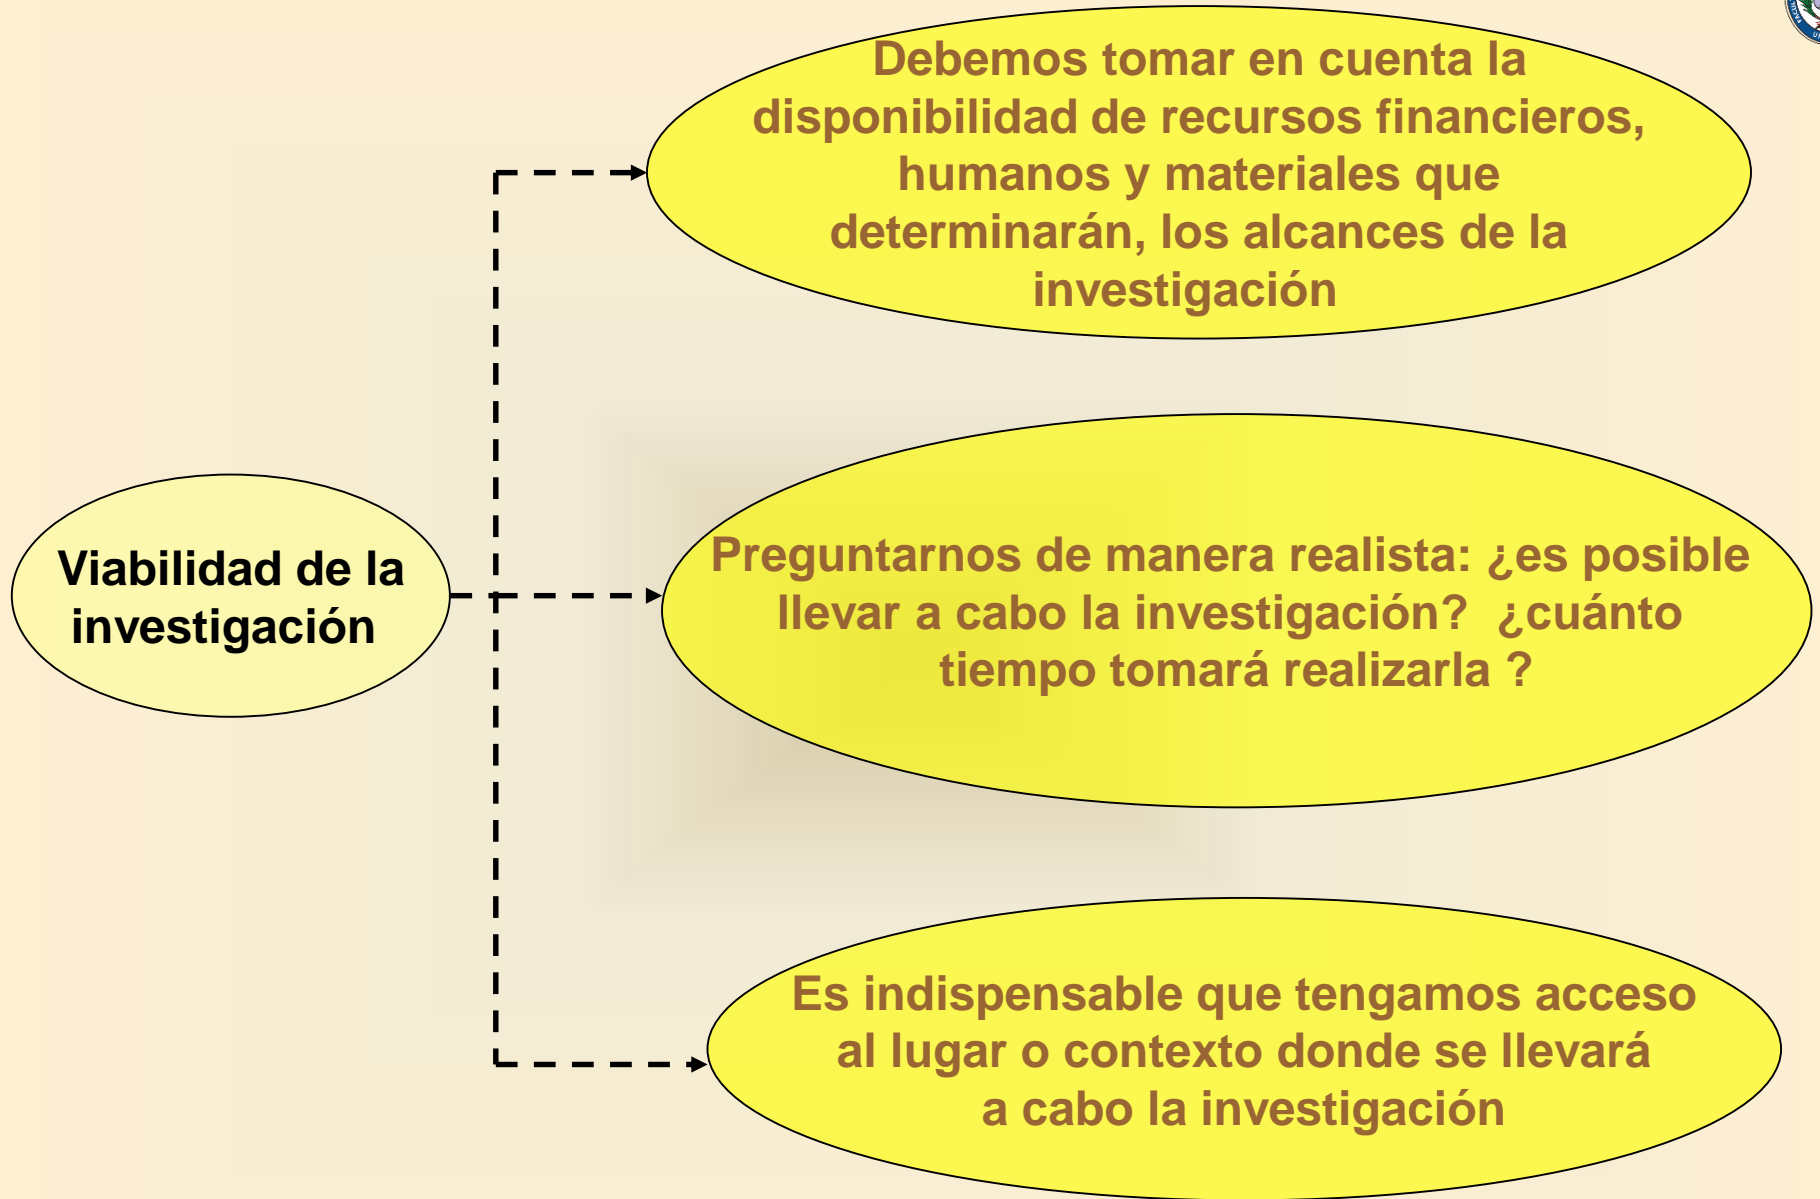 Debemos tomar en cuenta la
disponibilidad de recursos financieros,
humanos y materiales que
determinarán, los alcances de la
investigación
Viabilidad de la
investigación
Preguntarnos de manera realista: ¿es posible
llevar a cabo la investigación?  ¿cuánto
tiempo tomará realizarla ?
Es indispensable que tengamos acceso
al lugar o contexto donde se llevará
a cabo la investigación